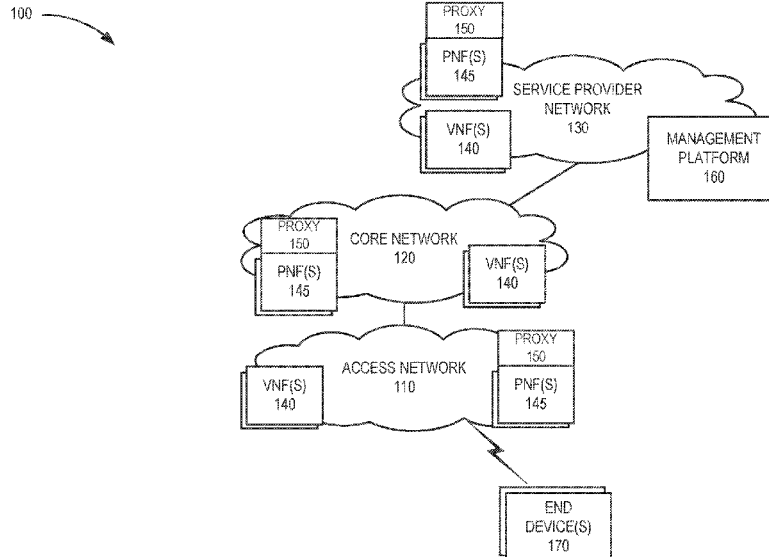 100
PROXY
150
PNF(S)
145
SERVICE PROVIDER
NETWORK
130
VNF(S)
140
MANAGEMENT
PLATFORM
160
PROXY
150
PNF(S)
145
CORE NETWORK
120
VNF(S)
140
VNF(S)
140
ACCESS NETWORK
110
PROXY
150
PNF(S)
145
END
DEVICE(S)
170